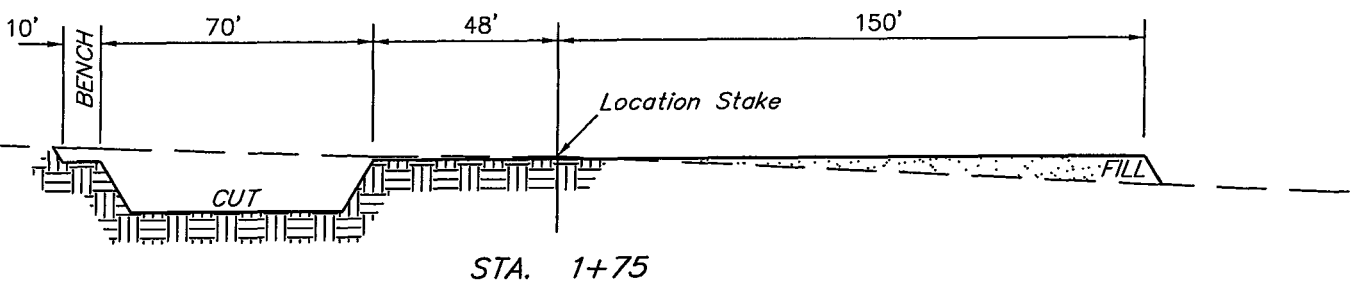 10' 70' 48' 150'
BENCH
Location Stake
CUT
FILL
STA. 1+75